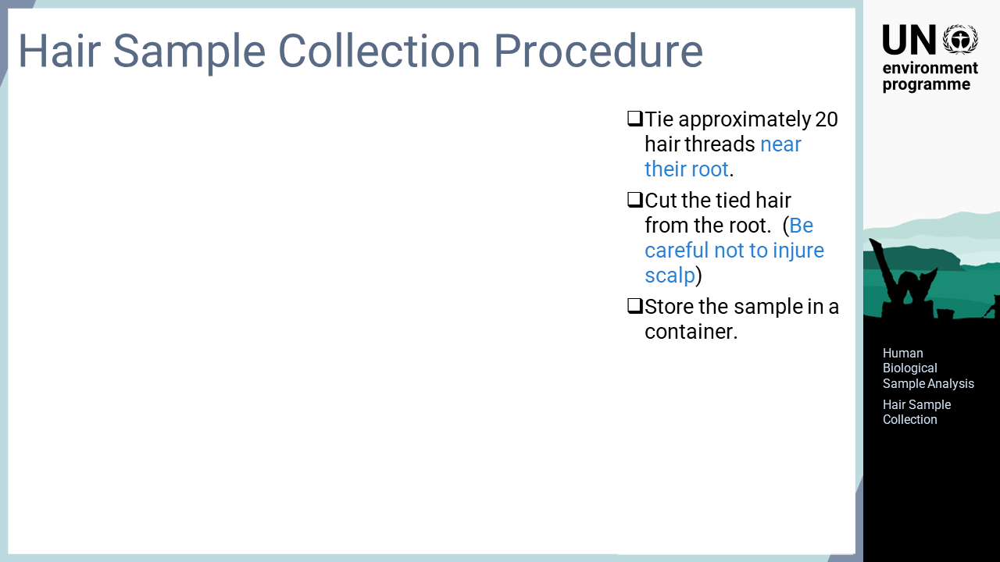 Hair Sample Collection Procedure
❑Tie approximately 20
hair threads near
their root.
❑Cut the tied hair
from the root.  (Be
careful not to injure
scalp)
❑Store the sample in a
container.
UN
environment
programme
Human
Biological
Sample Analysis
Hair Sample
Collection